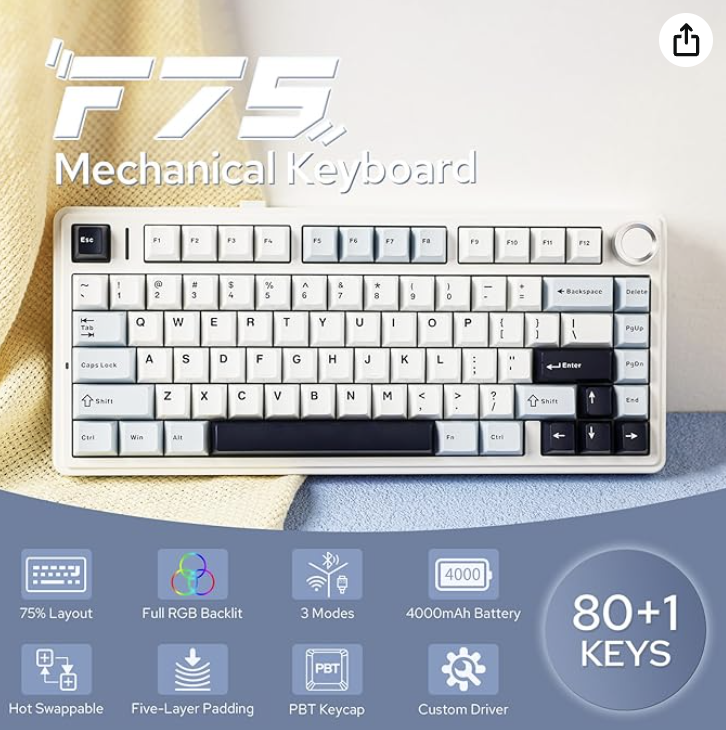 F75
Mechanical Keyboard
Esc F1 F2 F3 F4 F5 F6 F7 F8 F9 F10 F11 F12
~ ! @ # $ % ^ & * ( ) — +
` 1 2 3 4 5 6 7 8 9 0 - = Backspace Delete
Tab Q W E R T Y U I O P { } | PgUp
[ ] \
Caps Lock A S D F G H J K L : " Enter PgDn
; '
Shift Z X C V B N M < > ? Shift ↑ End
, . /
Ctrl Win Alt Fn Ctrl ← ↓ →
4000
75% Layout Full RGB Backlit 3 Modes 4000mAh Battery
80+1
KEYS
PBT
Hot Swappable Five-Layer Padding PBT Keycap Custom Driver